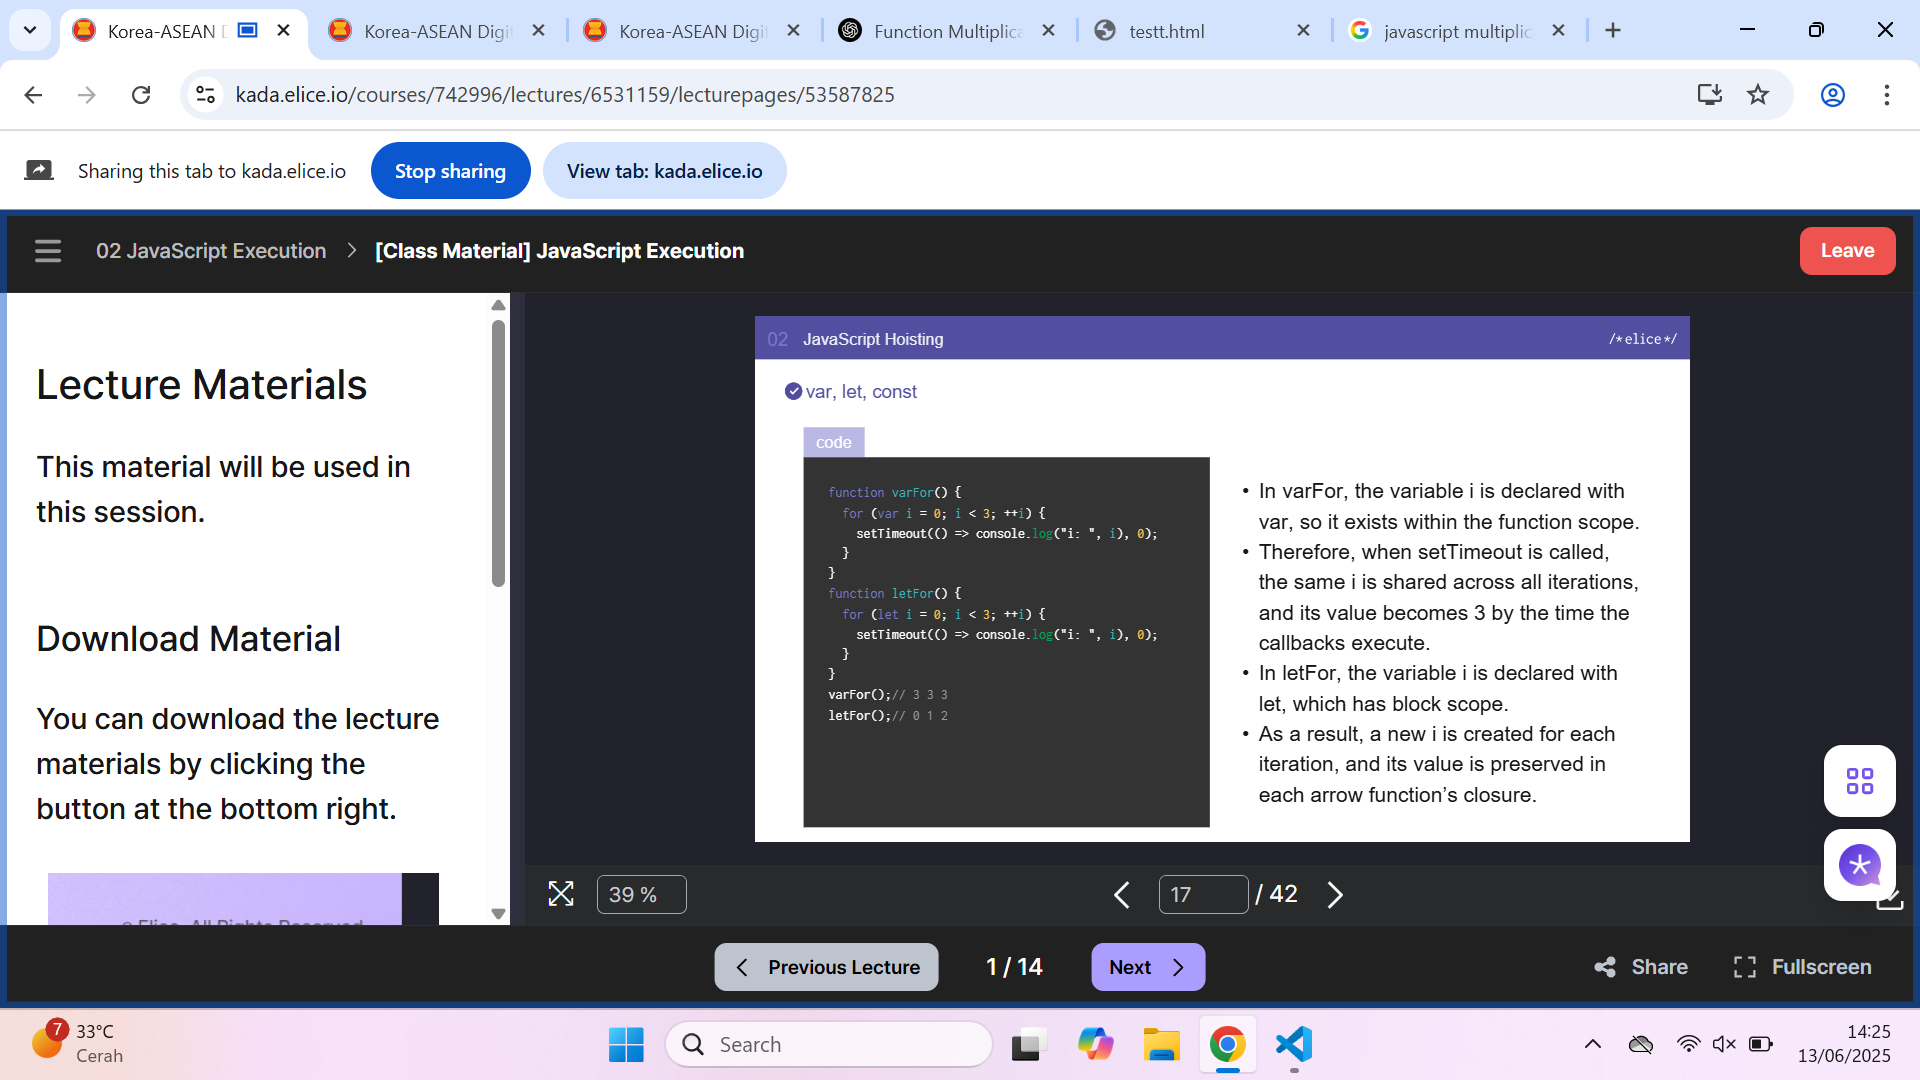 Korea-ASEAN D
Korea-ASEAN Digi
Korea-ASEAN Digi
Function Multiplica
testt.html
javascript multiplic
kada.elice.io/courses/742996/lectures/6531159/lecturepages/53587825
Sharing this tab to kada.elice.io
Stop sharing
View tab: kada.elice.io
02 JavaScript Execution
[Class Material] JavaScript Execution
Leave
Lecture Materials
This material will be used in
this session.
Download Material
You can download the lecture
materials by clicking the
button at the bottom right.
© Elice. All Rights Reserved
02 JavaScript Hoisting
/*elice*/
var, let, const
code
function varFor() {
for (var i = 0; i < 3; ++i) {
setTimeout(() => console.log("i: ", i), 0);
}
}
function letFor() {
for (let i = 0; i < 3; ++i) {
setTimeout(() => console.log("i: ", i), 0);
}
}
varFor();// 3 3 3
letFor();// 0 1 2
• In varFor, the variable i is declared with
var, so it exists within the function scope.
• Therefore, when setTimeout is called,
the same i is shared across all iterations,
and its value becomes 3 by the time the
callbacks execute.
• In letFor, the variable i is declared with
let, which has block scope.
• As a result, a new i is created for each
iteration, and its value is preserved in
each arrow function’s closure.
39 %
17 / 42
Previous Lecture
1 / 14
Next
Share
Fullscreen
7
33°C
Cerah
Search
14:25
13/06/2025